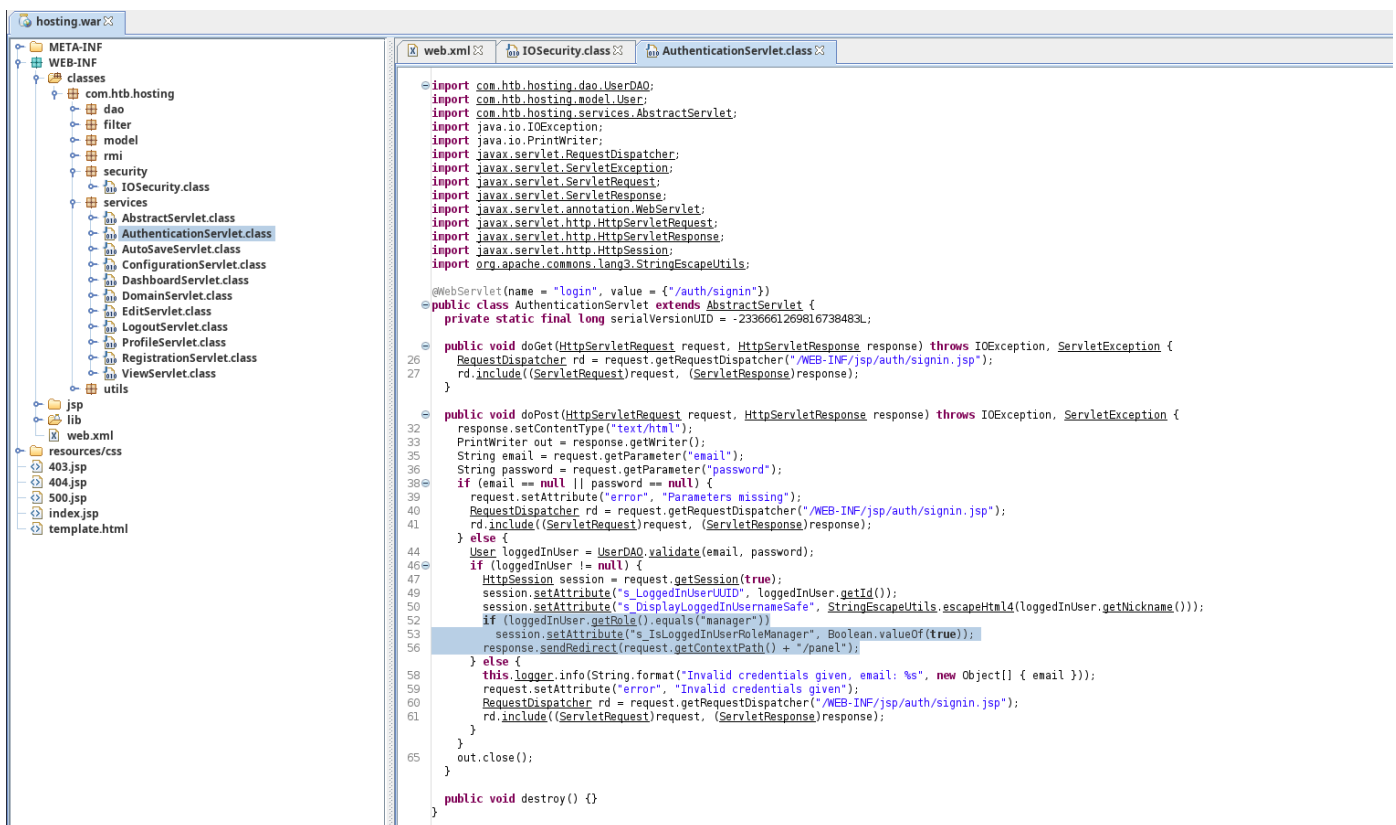 hosting.war
META-INF
WEB-INF
classes
com.htb.hosting
dao
filter
model
rmi
security
IOSecurity.class
services
AbstractServlet.class
AuthenticationServlet.class
AutoSaveServlet.class
ConfigurationServlet.class
DashboardServlet.class
DomainServlet.class
EditServlet.class
LogoutServlet.class
ProfileServlet.class
RegistrationServlet.class
ViewServlet.class
utils
jsp
lib
web.xml
resources/css
403.jsp
404.jsp
500.jsp
index.jsp
template.html
web.xml IOSecurity.class AuthenticationServlet.class
import com.htb.hosting.dao.UserDAO;
import com.htb.hosting.model.User;
import com.htb.hosting.services.AbstractServlet;
import java.io.IOException;
import java.io.PrintWriter;
import javax.servlet.RequestDispatcher;
import javax.servlet.ServletException;
import javax.servlet.ServletRequest;
import javax.servlet.ServletResponse;
import javax.servlet.annotation.WebServlet;
import javax.servlet.http.HttpServletRequest;
import javax.servlet.http.HttpServletResponse;
import javax.servlet.http.HttpSession;
import org.apache.commons.lang3.StringEscapeUtils;
@WebServlet(name = "login", value = {"/auth/signin"})
public class AuthenticationServlet extends AbstractServlet {
private static final long serialVersionUID = -2336661269816738483L;
public void doGet(HttpServletRequest request, HttpServletResponse response) throws IOException, ServletException {
26 RequestDispatcher rd = request.getRequestDispatcher("/WEB-INF/jsp/auth/signin.jsp");
27 rd.include((ServletRequest)request, (ServletResponse)response);
}
public void doPost(HttpServletRequest request, HttpServletResponse response) throws IOException, ServletException {
32 response.setContentType("text/html");
33 PrintWriter out = response.getWriter();
35 String email = request.getParameter("email");
36 String password = request.getParameter("password");
38 if (email == null || password == null) {
39 request.setAttribute("error", "Parameters missing");
40 RequestDispatcher rd = request.getRequestDispatcher("/WEB-INF/jsp/auth/signin.jsp");
41 rd.include((ServletRequest)request, (ServletResponse)response);
} else {
44 User loggedInUser = UserDAO.validate(email, password);
46 if (loggedInUser != null) {
47 HttpSession session = request.getSession(true);
49 session.setAttribute("s_LoggedInUserUUID", loggedInUser.getId());
50 session.setAttribute("s_DisplayLoggedInUsernameSafe", StringEscapeUtils.escapeHtml4(loggedInUser.getNickname()));
52 if (loggedInUser.getRole().equals("manager"))
53 session.setAttribute("s_IsLoggedInUserRoleManager", Boolean.valueOf(true));
56 response.sendRedirect(request.getContextPath() + "/panel");
} else {
58 this.logger.info(String.format("Invalid credentials given, email: %s", new Object[] { email }));
59 request.setAttribute("error", "Invalid credentials given");
60 RequestDispatcher rd = request.getRequestDispatcher("/WEB-INF/jsp/auth/signin.jsp");
61 rd.include((ServletRequest)request, (ServletResponse)response);
}
}
65 out.close();
}
public void destroy() {}
}